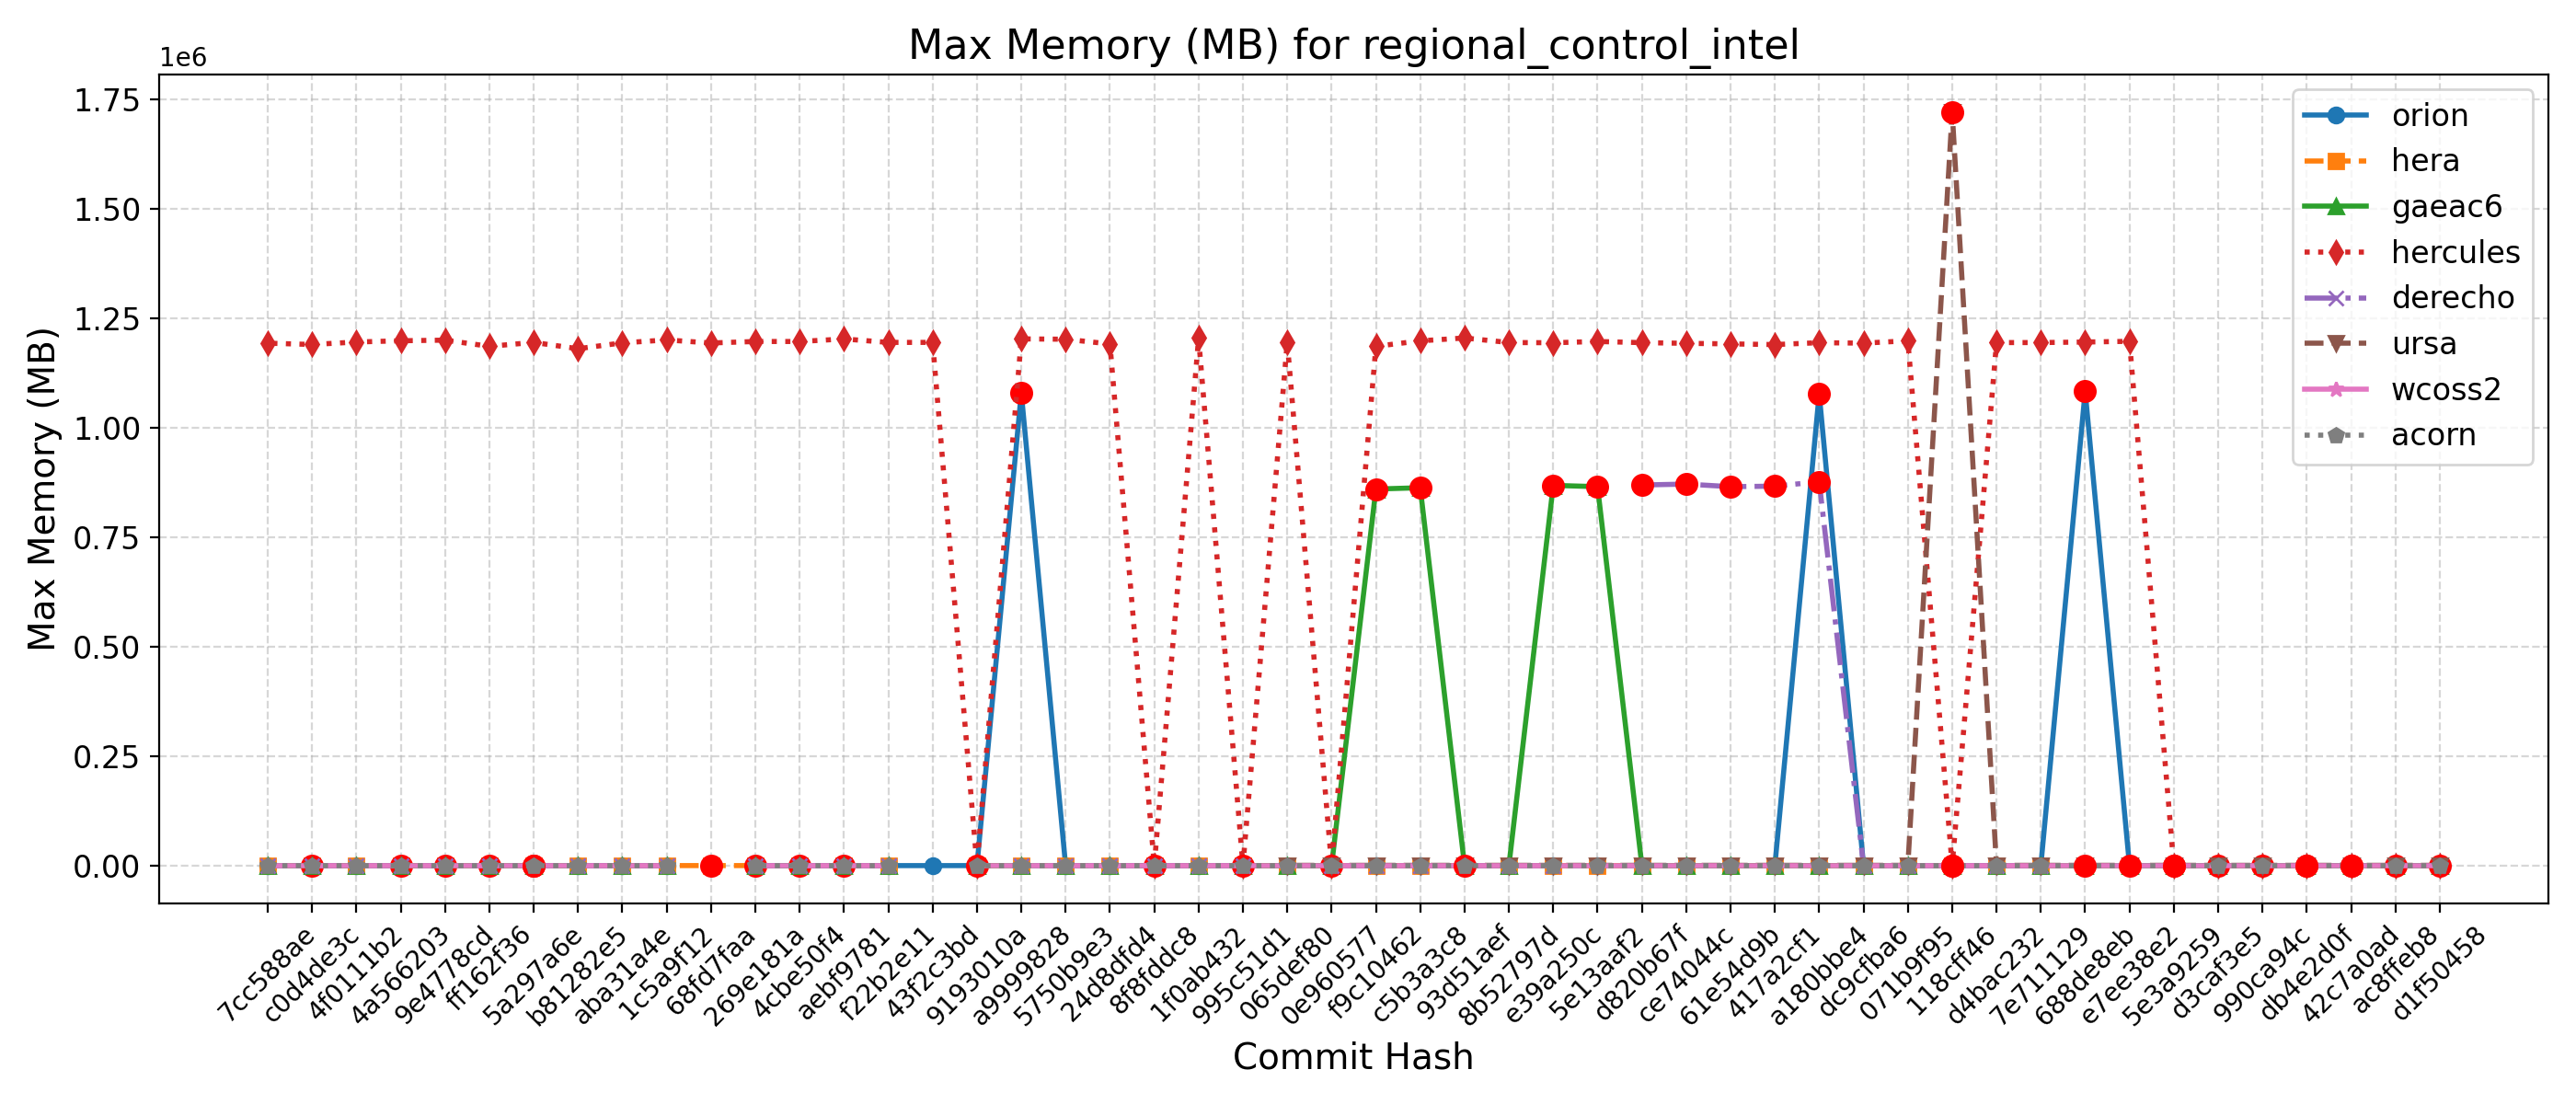 Max Memory (MB) for regional_control_intel
1e6
1.75
1.50
1.25
1.00
0.75
0.50
0.25
0.00
Max Memory (MB)
orion
hera
gaeac6
hercules
derecho
ursa
wcoss2
acorn
7cc588ae
c0d4de3c
4f0111b2
4a566203
9e4778cd
ff162f36
5a297a6e
b81282e5
aba31a4e
1c5a9f12
68fd7faa
269e181a
4cbe50f4
aebf9781
f22b2e11
43f2c3bd
9193010a
a9999828
5750b9e3
24d8dfd4
8f8fddc8
1f0ab432
995c51d1
065def80
0e960577
f9c10462
c5b3a3c8
93d51aef
8b52797d
e39a250c
5e13aaf2
d820b67f
ce74044c
61e54d9b
417a2cf1
a180bbe4
dc9cfba6
071b9f95
118cff46
d4bac232
7e711129
688de8eb
e7ee38e2
5e3a9259
d3caf3e5
990ca94c
db4e2d0f
42c7a0ad
ac8ffeb8
d1f50458
Commit Hash